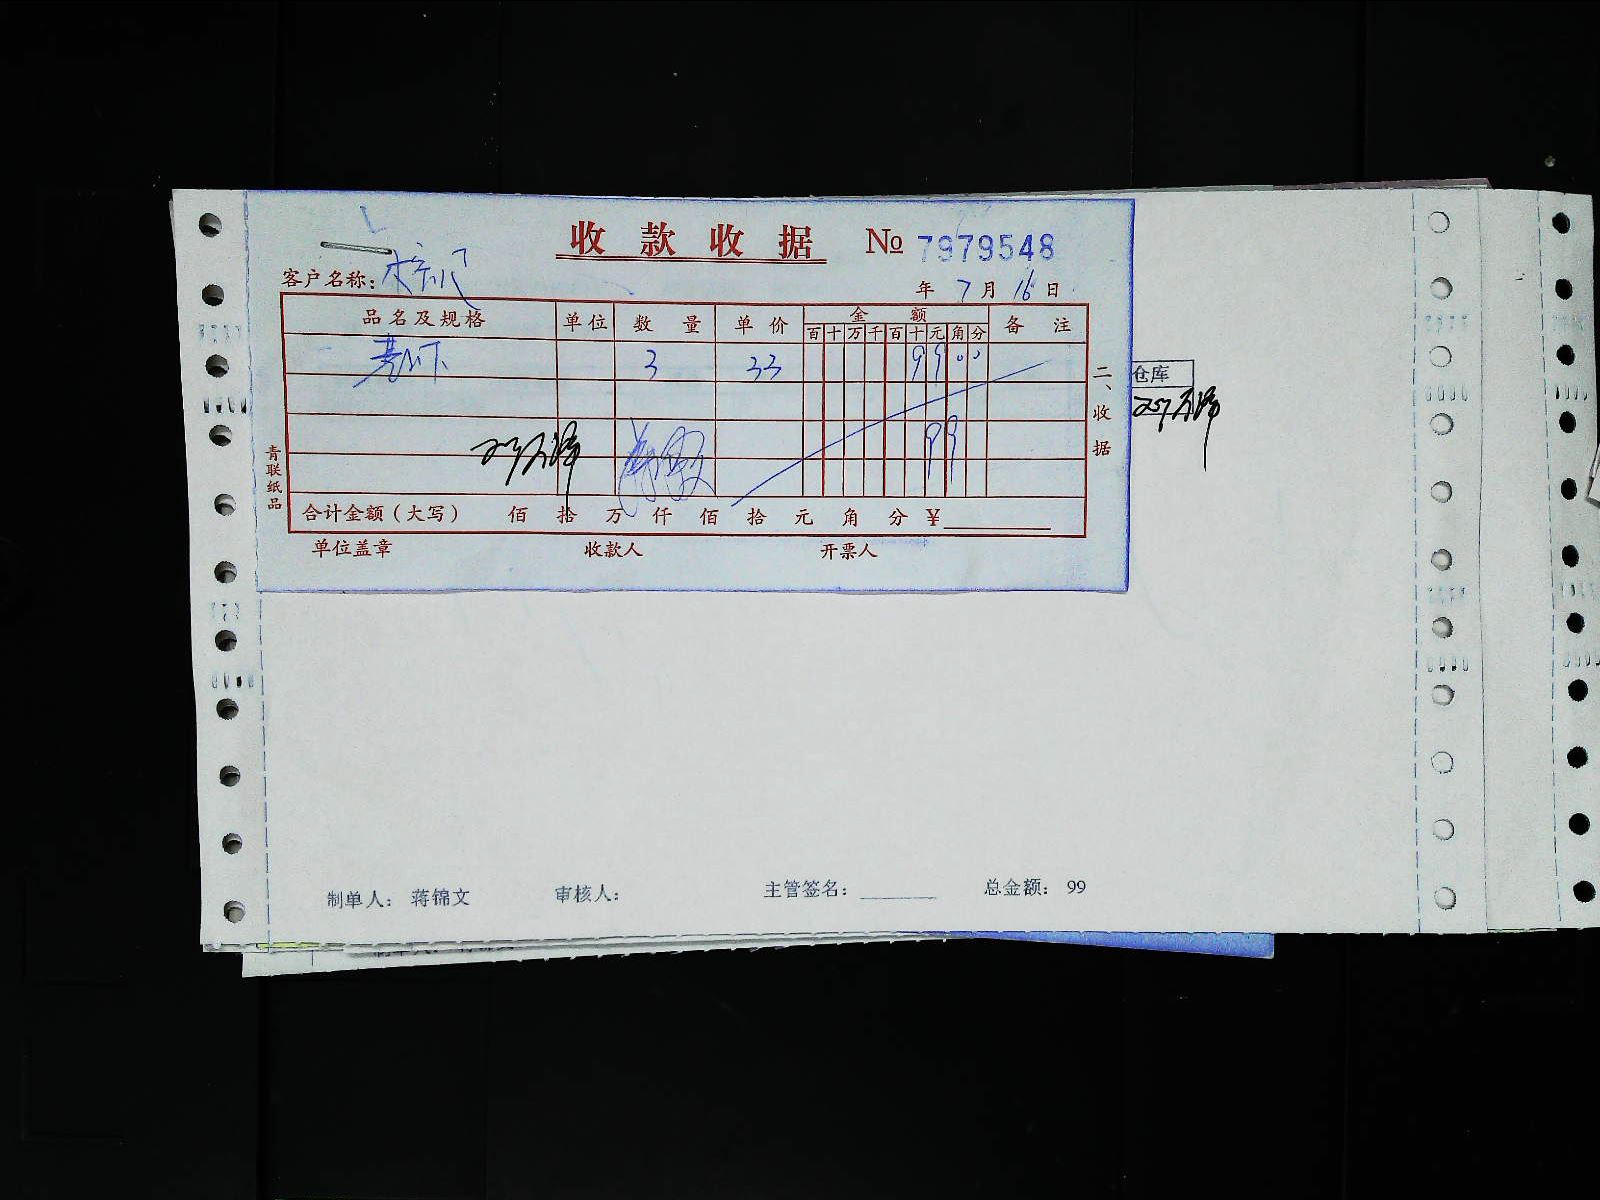 收款收据 № 7979548
客户名称:
年 7 月 16 日
品名及规格 单位 数量 单价 金额 备注
百 十 万 千 百 十 元 角 分
3 33 9 9 0 0
99
合计金额(大写) 佰 拾 万 仟 佰 拾 元 角 分 ¥
单位盖章 收款人 开票人
二、收据
青联纸品
仓库
制单人: 蒋锦文 审核人: 主管签名: 总金额: 99